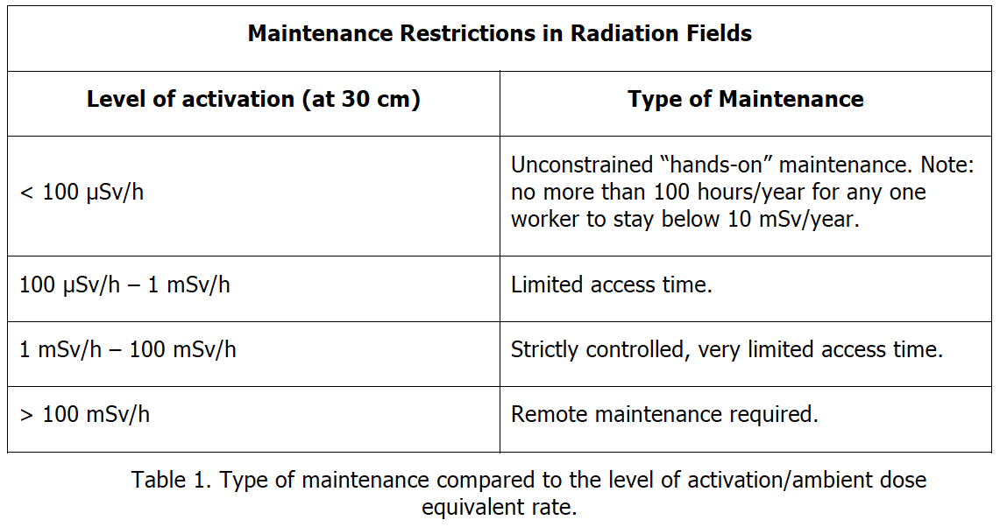 Maintenance Restrictions in Radiation Fields
Level of activation (at 30 cm)
Type of Maintenance
< 100 µSv/h
Unconstrained “hands-on” maintenance. Note:
no more than 100 hours/year for any one
worker to stay below 10 mSv/year.
100 µSv/h – 1 mSv/h
Limited access time.
1 mSv/h – 100 mSv/h
Strictly controlled, very limited access time.
> 100 mSv/h
Remote maintenance required.
Table 1. Type of maintenance compared to the level of activation/ambient dose
equivalent rate.